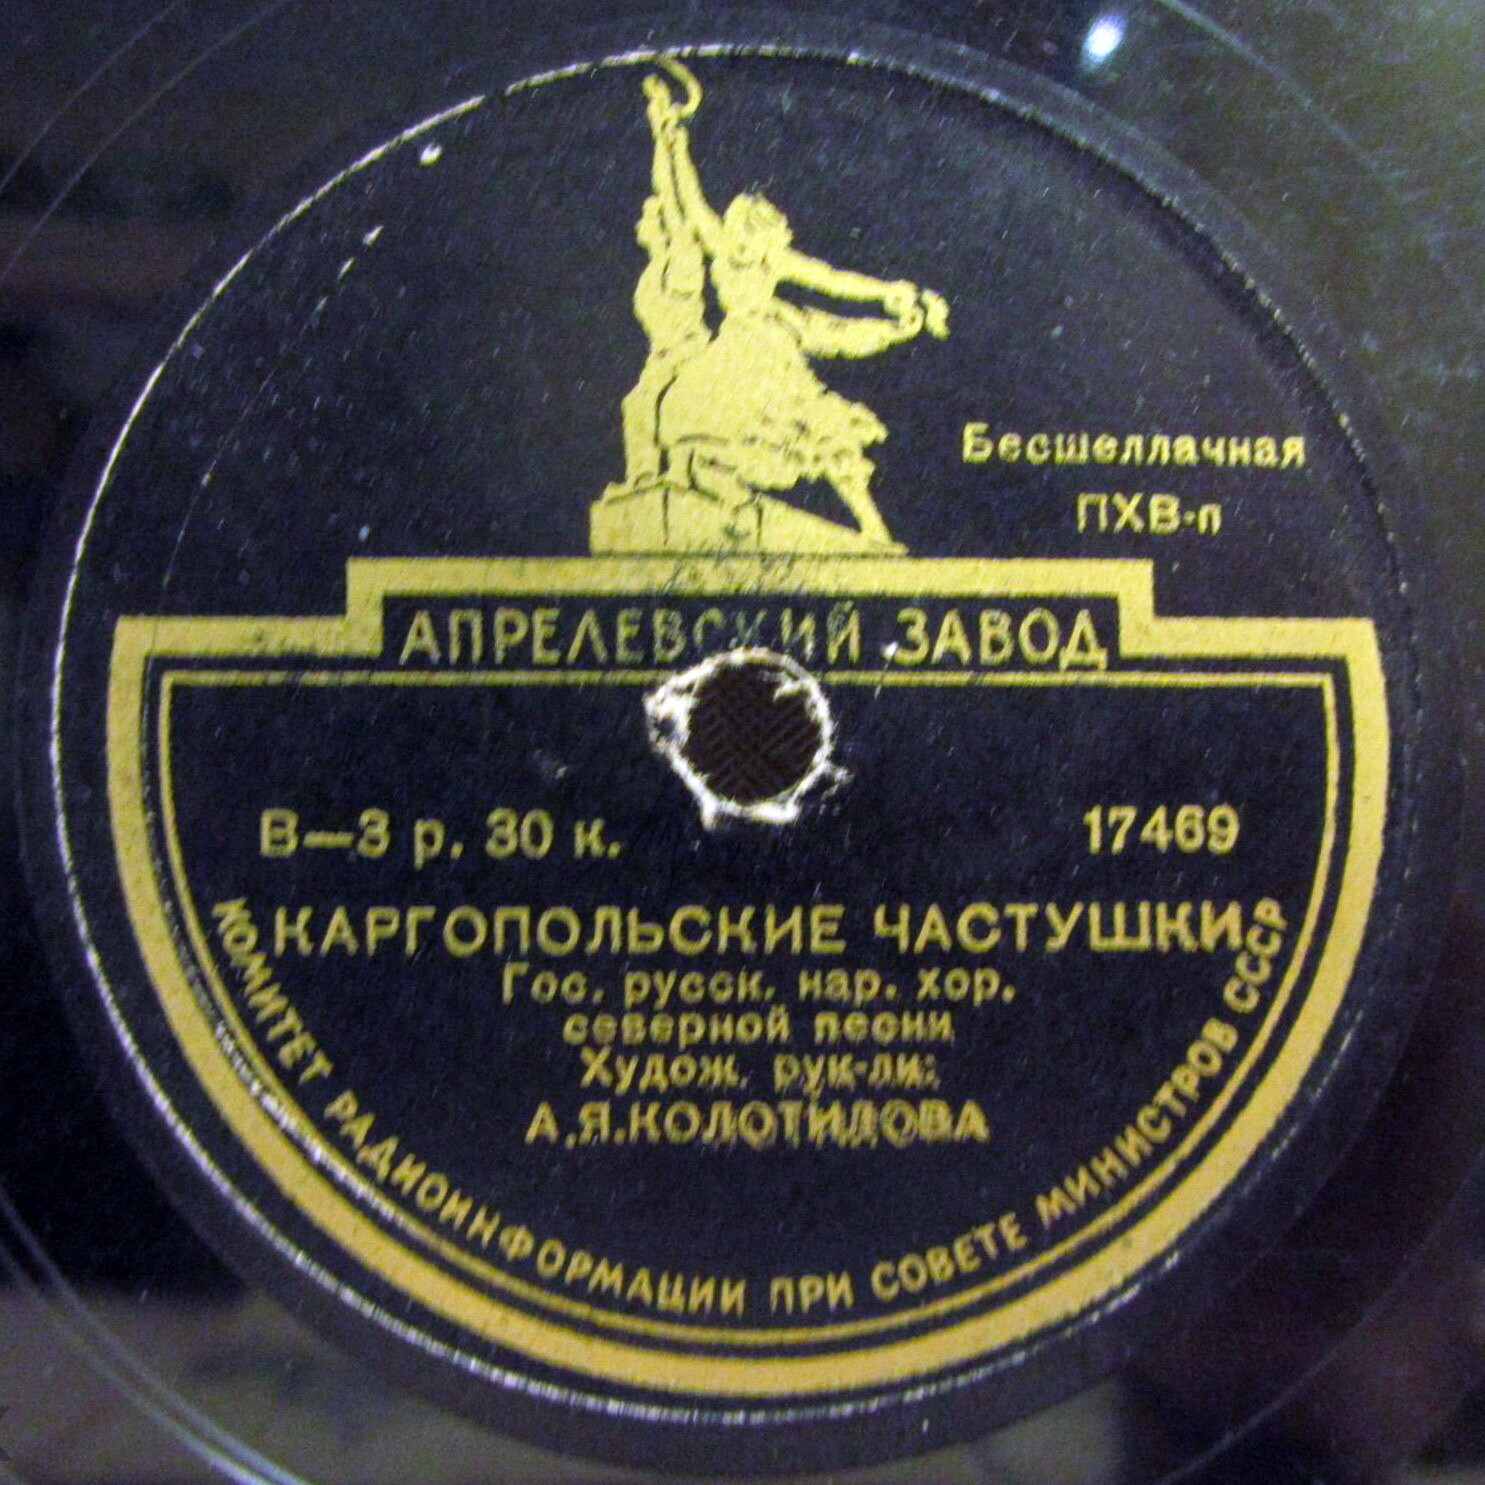 Бесшеллачная
ПХВ-п
АПРЕЛЕВСКИЙ ЗАВОД
В—3 р. 30 к.
17469
КАРГОПОЛЬСКИЕ ЧАСТУШКИ
Гос. русск. нар. хор.
северной песни
Худож. рук-ли:
А.Я.КОЛОТИЛОВА
КОМИТЕТ РАДИОИНФОРМАЦИИ ПРИ СОВЕТЕ МИНИСТРОВ СССР